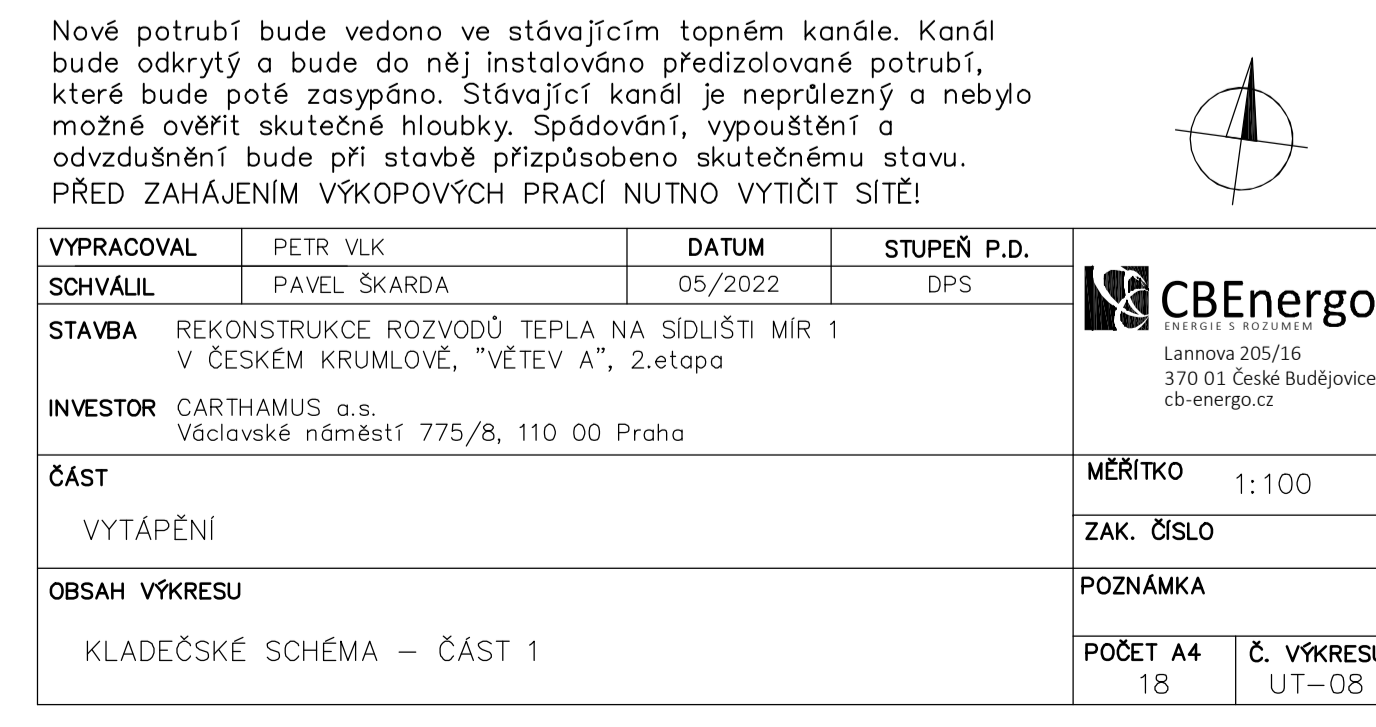 Nové potrubí bude vedono ve stávajícím topném kanále. Kanál
bude odkrytý a bude do něj instalováno předizolované potrubí,
které bude poté zasypáno. Stávající kanál je neprůlezný a nebylo
možné ověřit skutečné hloubky. Spádování, vypouštění a
odvzdušnění bude při stavbě přizpůsobeno skutečnému stavu.
PŘED ZAHÁJENÍM VÝKOPOVÝCH PRACÍ NUTNO VYTIČIT SÍTĚ!
VYPRACOVAL PETR VLK DATUM STUPEŇ P.D.
SCHVÁLIL PAVEL ŠKARDA 05/2022 DPS
STAVBA REKONSTRUKCE ROZVODŮ TEPLA NA SÍDLIŠTI MÍR 1
V ČESKÉM KRUMLOVĚ, "VĚTEV A", 2.etapa
INVESTOR CARTHAMUS a.s.
Václavské náměstí 775/8, 110 00 Praha
CBEnergo
ENERGIE S ROZUMEM
Lannova 205/16
370 01 České Budějovice
cb-energo.cz
ČÁST
VYTÁPĚNÍ
MĚŘÍTKO 1:100
ZAK. ČÍSLO
OBSAH VÝKRESU
KLADEČSKÉ SCHÉMA – ČÁST 1
POZNÁMKA
POČET A4 Č. VÝKRESU
18 UT–08